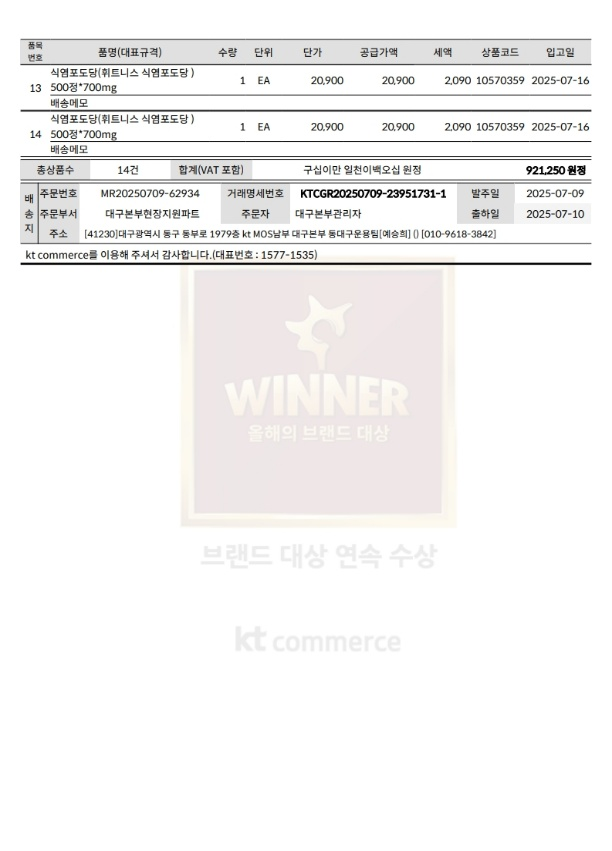 품목
번호 품명(대표규격) 수량 단위 단가 공급가액 세액 상품코드 입고일
13 식염포도당(휘트니스 식염포도당 )
500정*700mg 1 EA 20,900 20,900 2,090 10570359 2025-07-16
배송메모
14 식염포도당(휘트니스 식염포도당 )
500정*700mg 1 EA 20,900 20,900 2,090 10570359 2025-07-16
배송메모
총상품수 14건 합계(VAT 포함) 구십이만 일천이백오십 원정 921,250 원정
배송지 주문번호 MR20250709-62934 거래명세번호 KTCGR20250709-23951731-1 발주일 2025-07-09
주문부서 대구본부현장지원파트 주문자 대구본부관리자 출하일 2025-07-10
주소 [41230]대구광역시 동구 동부로 1979층 kt MOS남부 대구본부 동대구운용팀[예승희] () [010-9618-3842]
kt commerce를 이용해 주셔서 감사합니다.(대표번호 : 1577-1535)
WINNER
올해의 브랜드 대상
브랜드 대상 연속 수상
kt commerce